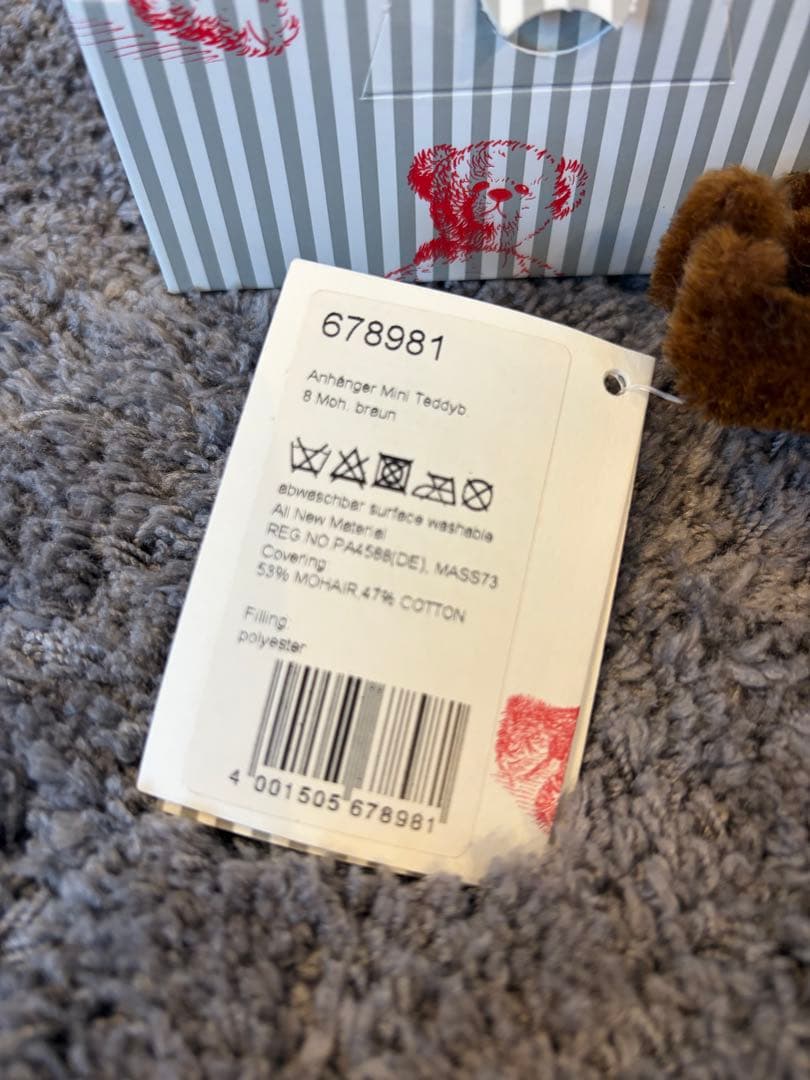 678981
Anhänger Mini Teddyb.
8 Moh. braun
abwaschbar surface washable
All New Material
REG NO PA4588(DE), MASS73
Covering
53% MOHAIR,47% COTTON
Filling:
polyester
4 001505 678981